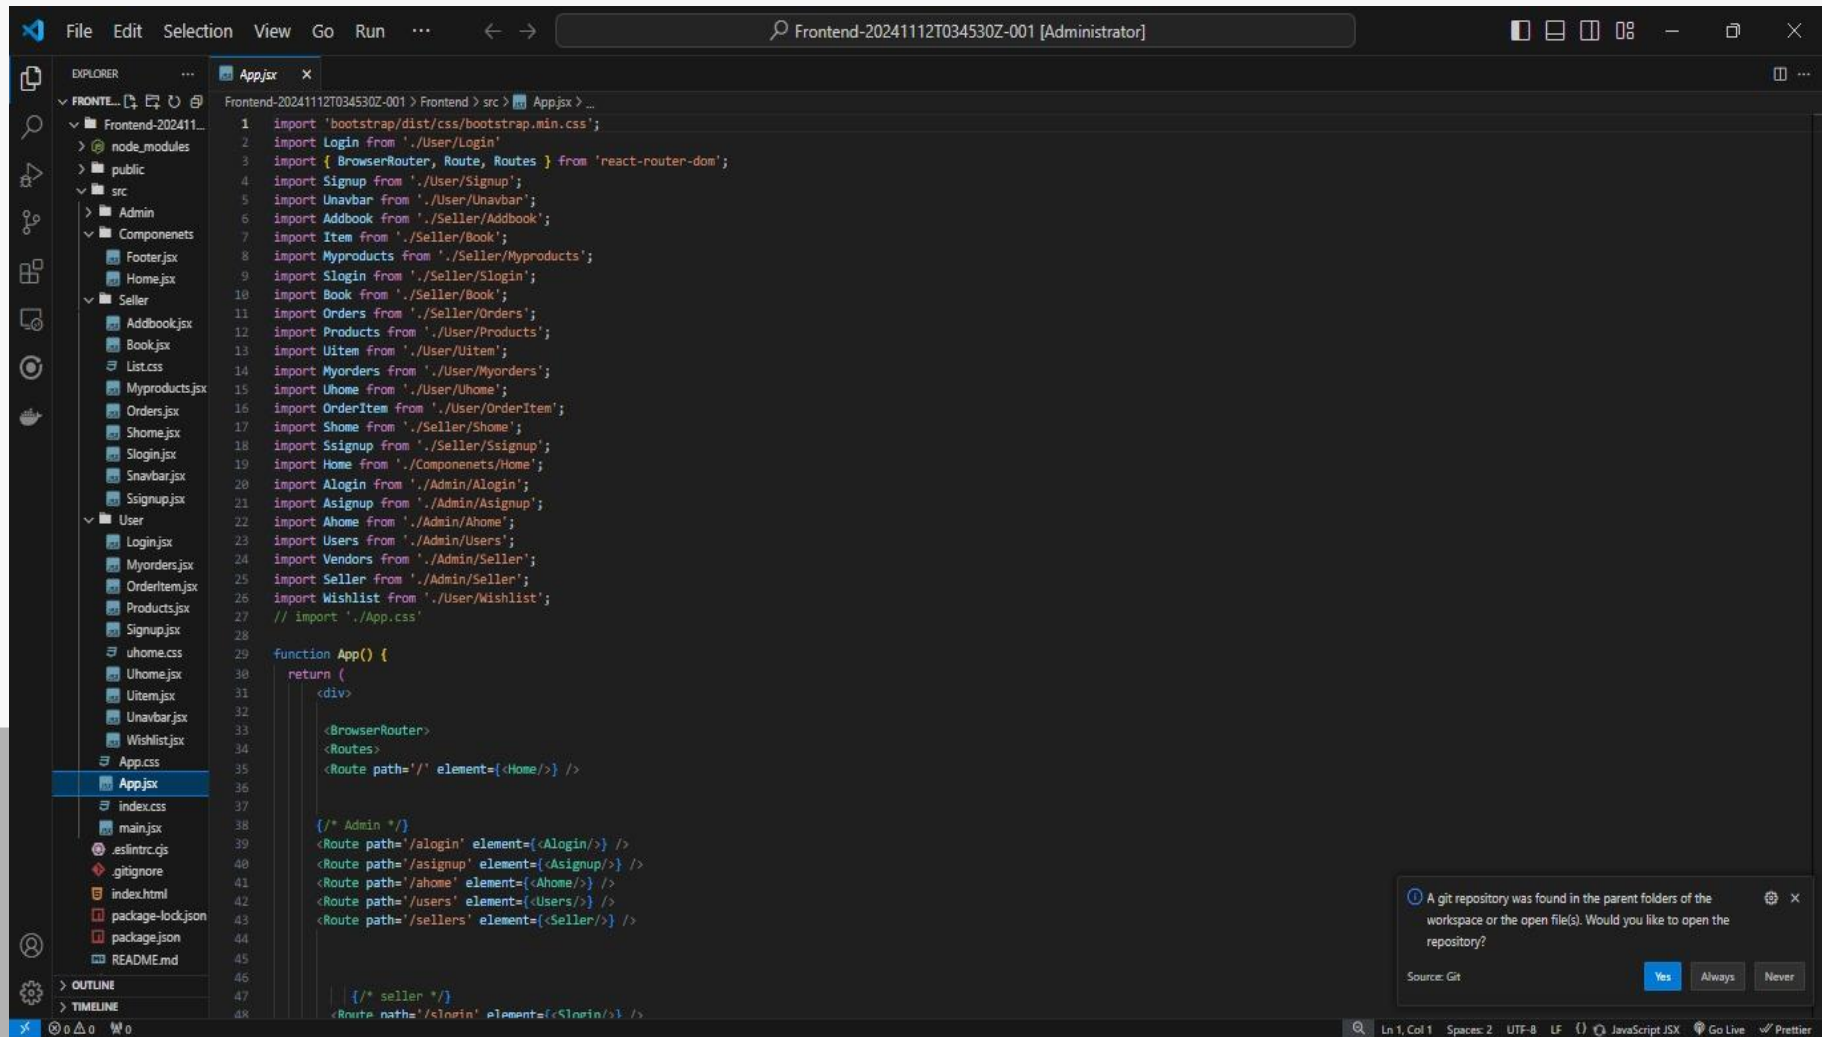 File Edit Selection View Go Run ··· Frontend-20241112T034530Z-001 [Administrator]
EXPLORER ···
FRONTE...
Frontend-202411...
node_modules
public
src
Admin
Componenets
Footer.jsx
Home.jsx
Seller
Addbook.jsx
Book.jsx
List.css
Myproducts.jsx
Orders.jsx
Shome.jsx
Slogin.jsx
Snavbar.jsx
Ssignup.jsx
User
Login.jsx
Myorders.jsx
OrderItem.jsx
Products.jsx
Signup.jsx
uhome.css
Uhome.jsx
Uitem.jsx
Unavbar.jsx
Wishlist.jsx
App.css
App.jsx
index.css
main.jsx
.eslintrc.cjs
.gitignore
index.html
package-lock.json
package.json
README.md
OUTLINE
TIMELINE
App.jsx
Frontend-20241112T034530Z-001 > Frontend > src > App.jsx > ...
1 import 'bootstrap/dist/css/bootstrap.min.css';
2 import Login from './User/Login'
3 import { BrowserRouter, Route, Routes } from 'react-router-dom';
4 import Signup from './User/Signup';
5 import Unavbar from './User/Unavbar';
6 import Addbook from './Seller/Addbook';
7 import Item from './Seller/Book';
8 import Myproducts from './Seller/Myproducts';
9 import Slogin from './Seller/Slogin';
10 import Book from './Seller/Book';
11 import Orders from './Seller/Orders';
12 import Products from './User/Products';
13 import Uitem from './User/Uitem';
14 import Myorders from './User/Myorders';
15 import Uhome from './User/Uhome';
16 import OrderItem from './User/OrderItem';
17 import Shome from './Seller/Shome';
18 import Ssignup from './Seller/Ssignup';
19 import Home from './Componenets/Home';
20 import Alogin from './Admin/Alogin';
21 import Asignup from './Admin/Asignup';
22 import Ahome from './Admin/Ahome';
23 import Users from './Admin/Users';
24 import Vendors from './Admin/Seller';
25 import Seller from './Admin/Seller';
26 import Wishlist from './User/Wishlist';
27 // import './App.css'
28
29 function App() {
30 return (
31 <div>
32
33 <BrowserRouter>
34 <Routes>
35 <Route path='/' element={<Home/>} />
36
37
38 {/* Admin */}
39 <Route path='/alogin' element={<Alogin/>} />
40 <Route path='/asignup' element={<Asignup/>} />
41 <Route path='/ahome' element={<Ahome/>} />
42 <Route path='/users' element={<Users/>} />
43 <Route path='/sellers' element={<Seller/>} />
44
45
46
47 {/* seller */}
48 <Route path='/slogin' element={<Slogin/>} />
A git repository was found in the parent folders of the
workspace or the open file(s). Would you like to open the
repository?
Source: Git Yes Always Never
0 0 0 Ln 1, Col 1 Spaces: 2 UTF-8 LF {} JavaScript JSX Go Live Prettier